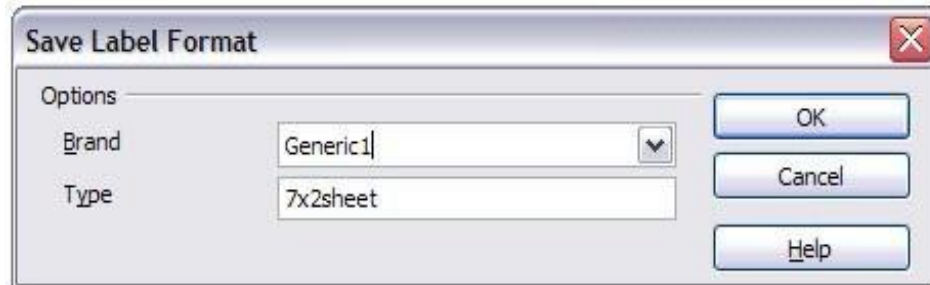 Save Label Format
Options
Brand
Generic1
OK
Type
7x2sheet
Cancel
Help